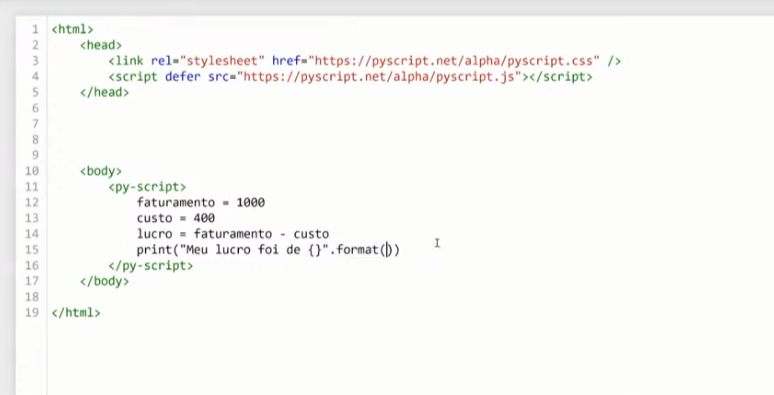 1 <html>
2 <head>
3 <link rel="stylesheet" href="https://pyscript.net/alpha/pyscript.css" />
4 <script defer src="https://pyscript.net/alpha/pyscript.js"></script>
5 </head>
6
7
8
9
10 <body>
11 <py-script>
12 faturamento = 1000
13 custo = 400
14 lucro = faturamento - custo
15 print("Meu lucro foi de {}".format())
16 </py-script>
17 </body>
18
19 </html>